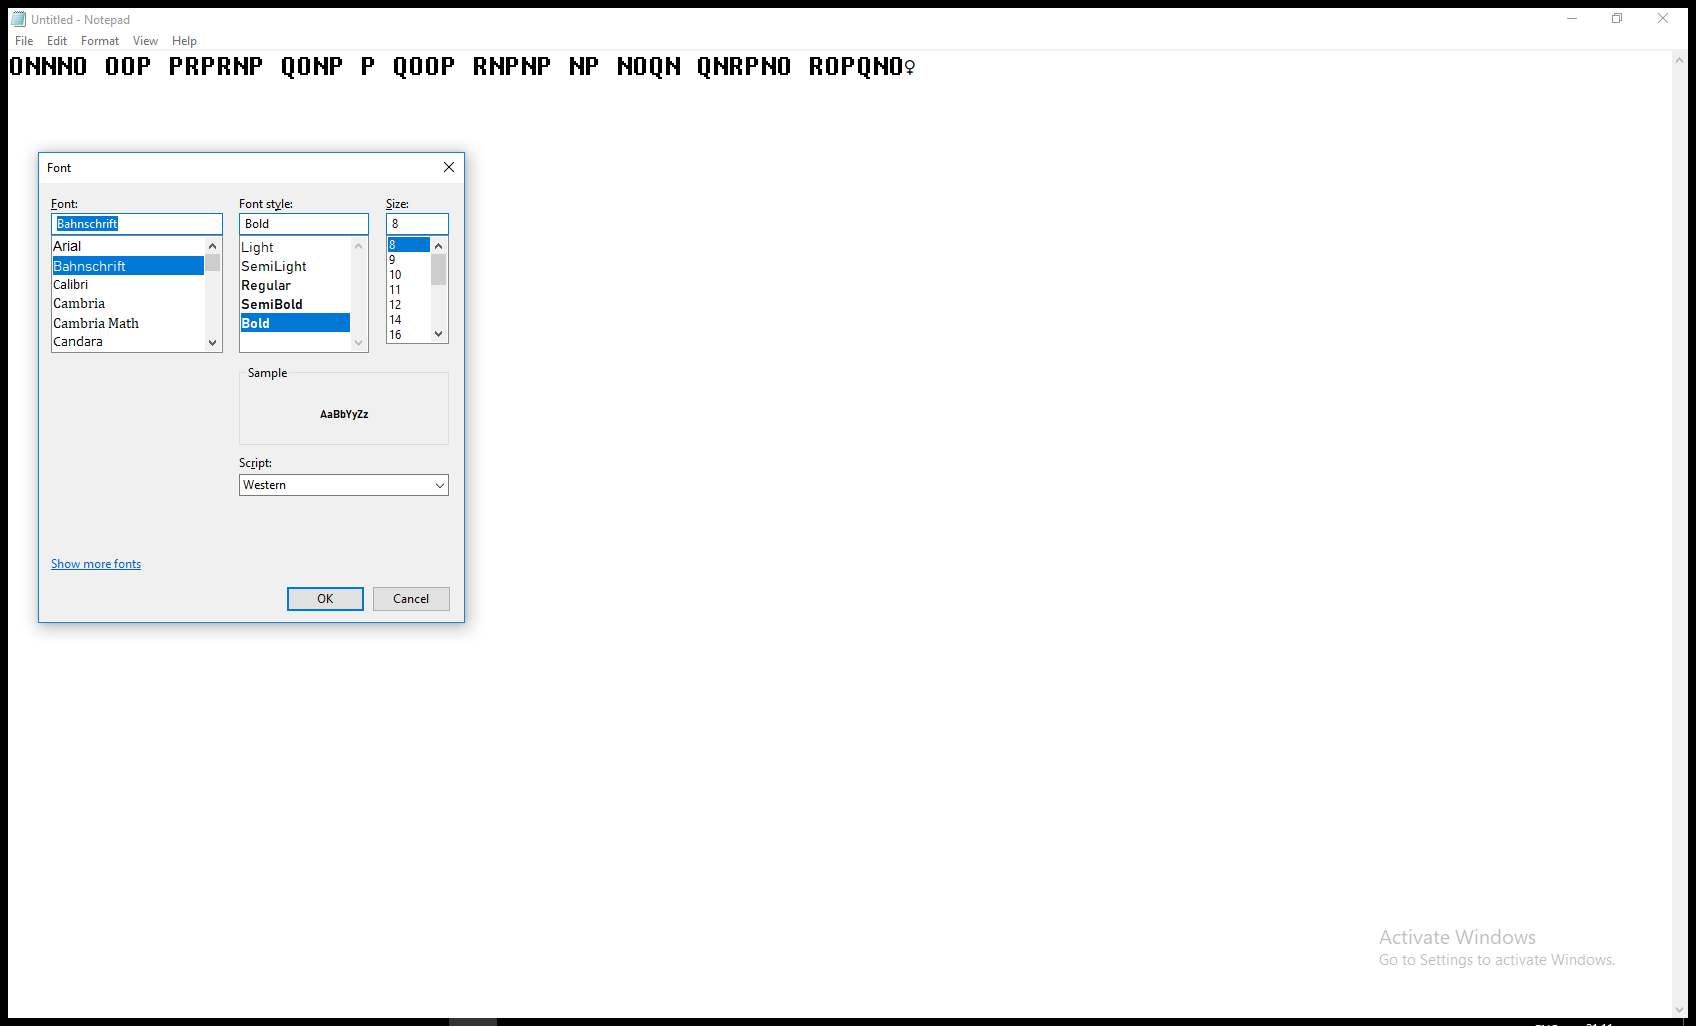 Untitled - Notepad
File Edit Format View Help
ONNNO OOP PRPRNP QONP P QOOP RNPNP NP NOQN QNRPNO ROPQNO♀
Font
Font: Font style: Size:
Bahnschrift Bold 8
Arial
Bahnschrift
Calibri
Cambria
Cambria Math
Candara
Light
SemiLight
Regular
SemiBold
Bold
8
9
10
11
12
14
16
Sample
AaBbYyZz
Script:
Western
Show more fonts
OK Cancel
Activate Windows
Go to Settings to activate Windows.